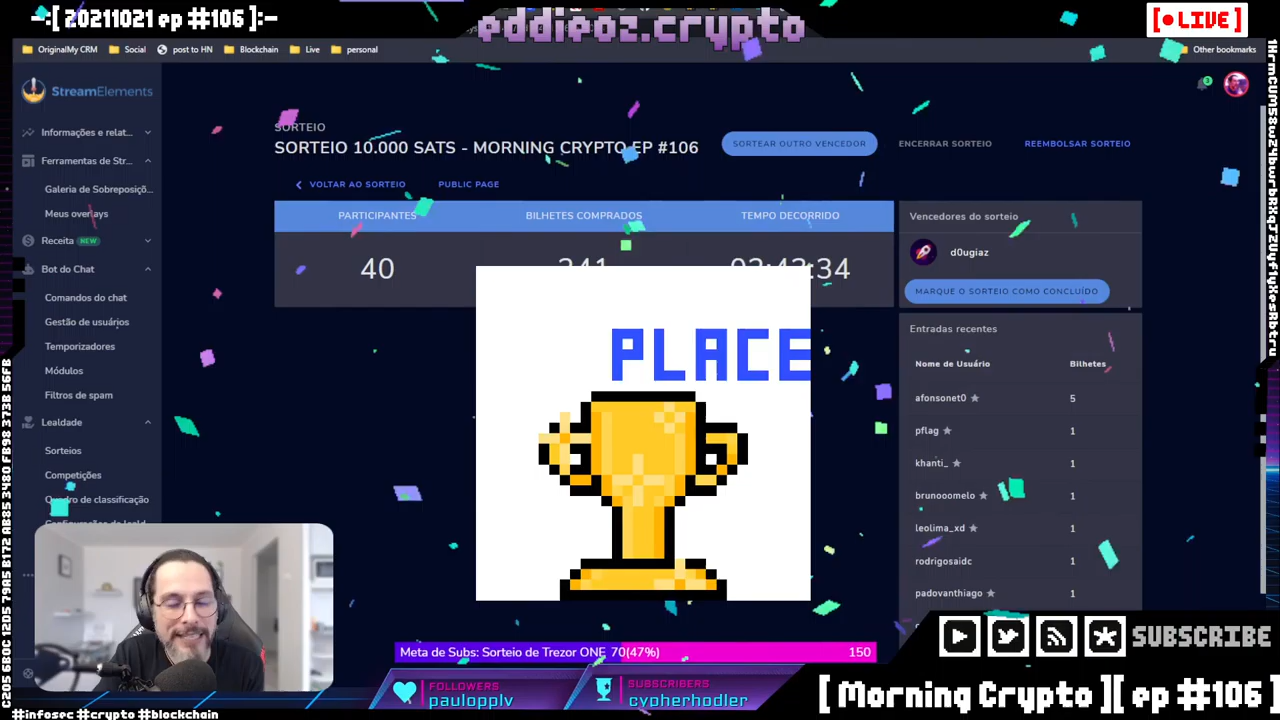 ~:[ 20211021 ep #106 ]:~
eddieoz.crypto
[● LIVE ]
OriginalMy CRM
Social
post to HN
Blockchain
Live
personal
Other bookmarks
StreamElements
3
Informações e relat...
Ferramentas de Str...
Galeria de Sobreposiçõ...
Meus overlays
Receita NEW
Bot do Chat
Comandos do chat
Gestão de usuários
Temporizadores
Módulos
Filtros de spam
Lealdade
Sorteios
Competições
Quadro de classificação
SORTEIO
SORTEIO 10.000 SATS - MORNING CRYPTO EP #106
SORTEAR OUTRO VENCEDOR
ENCERRAR SORTEIO
REEMBOLSAR SORTEIO
VOLTAR AO SORTEIO
PUBLIC PAGE
PARTICIPANTES
BILHETES COMPRADOS
TEMPO DECORRIDO
40
241
02:43:34
PLACE
Vencedores do sorteio
d0ugiaz
MARQUE O SORTEIO COMO CONCLUÍDO
Entradas recentes
Nome de Usuário
Bilhetes
afonsonet0
5
pflag
1
khanti_
1
brunooomelo
1
leolima_xd
1
rodrigosaidc
1
padovanthiago
1
Meta de Subs: Sorteio de Trezor ONE 70(47%)
150
FOLLOWERS
paulopplv
SUBSCRIBERS
cypherhodler
SUBSCRIBE
[ Morning Crypto ][ ep #106 ]
#infosec #crypto #blockchain